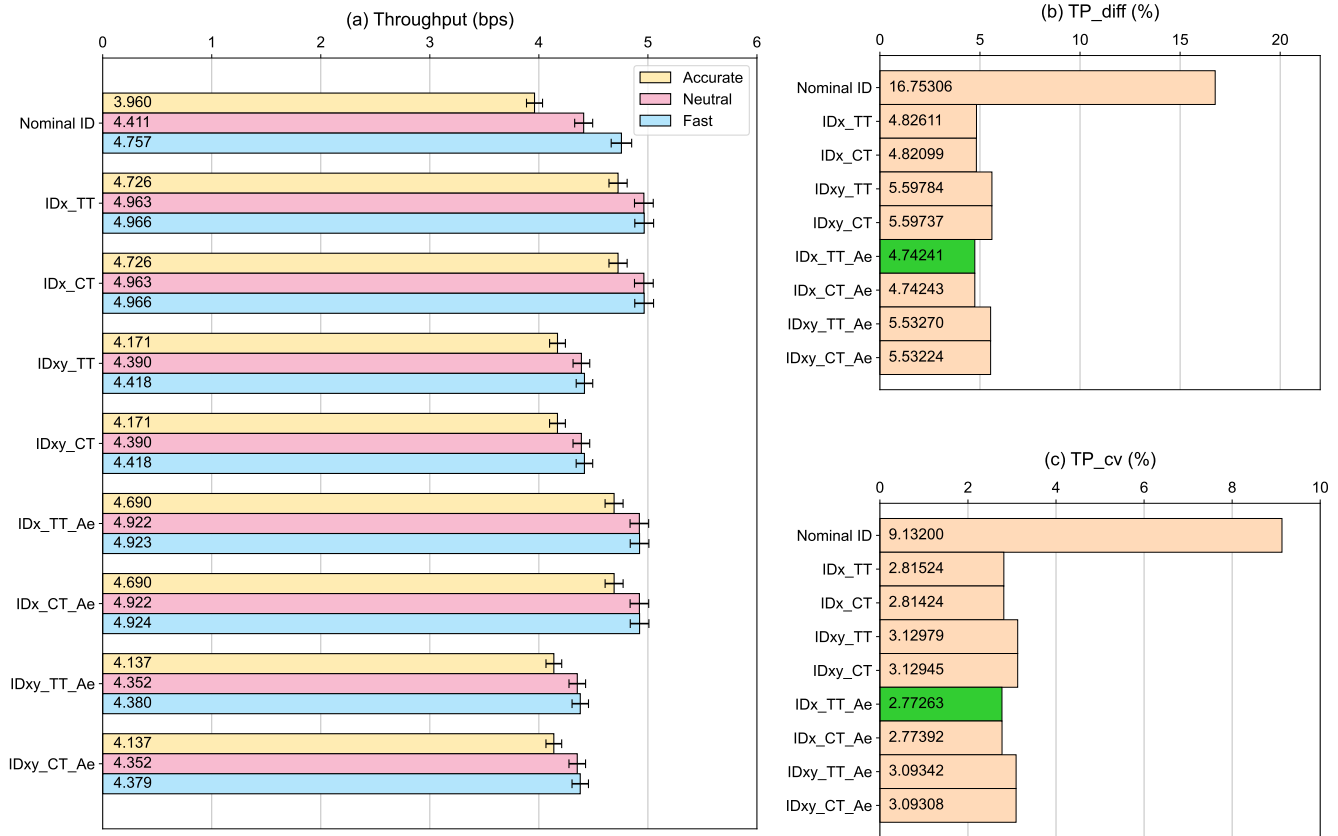 (a) Throughput (bps)
0 1 2 3 4 5 6
Accurate
Neutral
Fast
Nominal ID
3.960
4.411
4.757
IDx_TT
4.726
4.963
4.966
IDx_CT
4.726
4.963
4.966
IDxy_TT
4.171
4.390
4.418
IDxy_CT
4.171
4.390
4.418
IDx_TT_Ae
4.690
4.922
4.923
IDx_CT_Ae
4.690
4.922
4.924
IDxy_TT_Ae
4.137
4.352
4.380
IDxy_CT_Ae
4.137
4.352
4.379
(b) TP_diff (%)
0 5 10 15 20
Nominal ID 16.75306
IDx_TT 4.82611
IDx_CT 4.82099
IDxy_TT 5.59784
IDxy_CT 5.59737
IDx_TT_Ae 4.74241
IDx_CT_Ae 4.74243
IDxy_TT_Ae 5.53270
IDxy_CT_Ae 5.53224
(c) TP_cv (%)
0 2 4 6 8 10
Nominal ID 9.13200
IDx_TT 2.81524
IDx_CT 2.81424
IDxy_TT 3.12979
IDxy_CT 3.12945
IDx_TT_Ae 2.77263
IDx_CT_Ae 2.77392
IDxy_TT_Ae 3.09342
IDxy_CT_Ae 3.09308